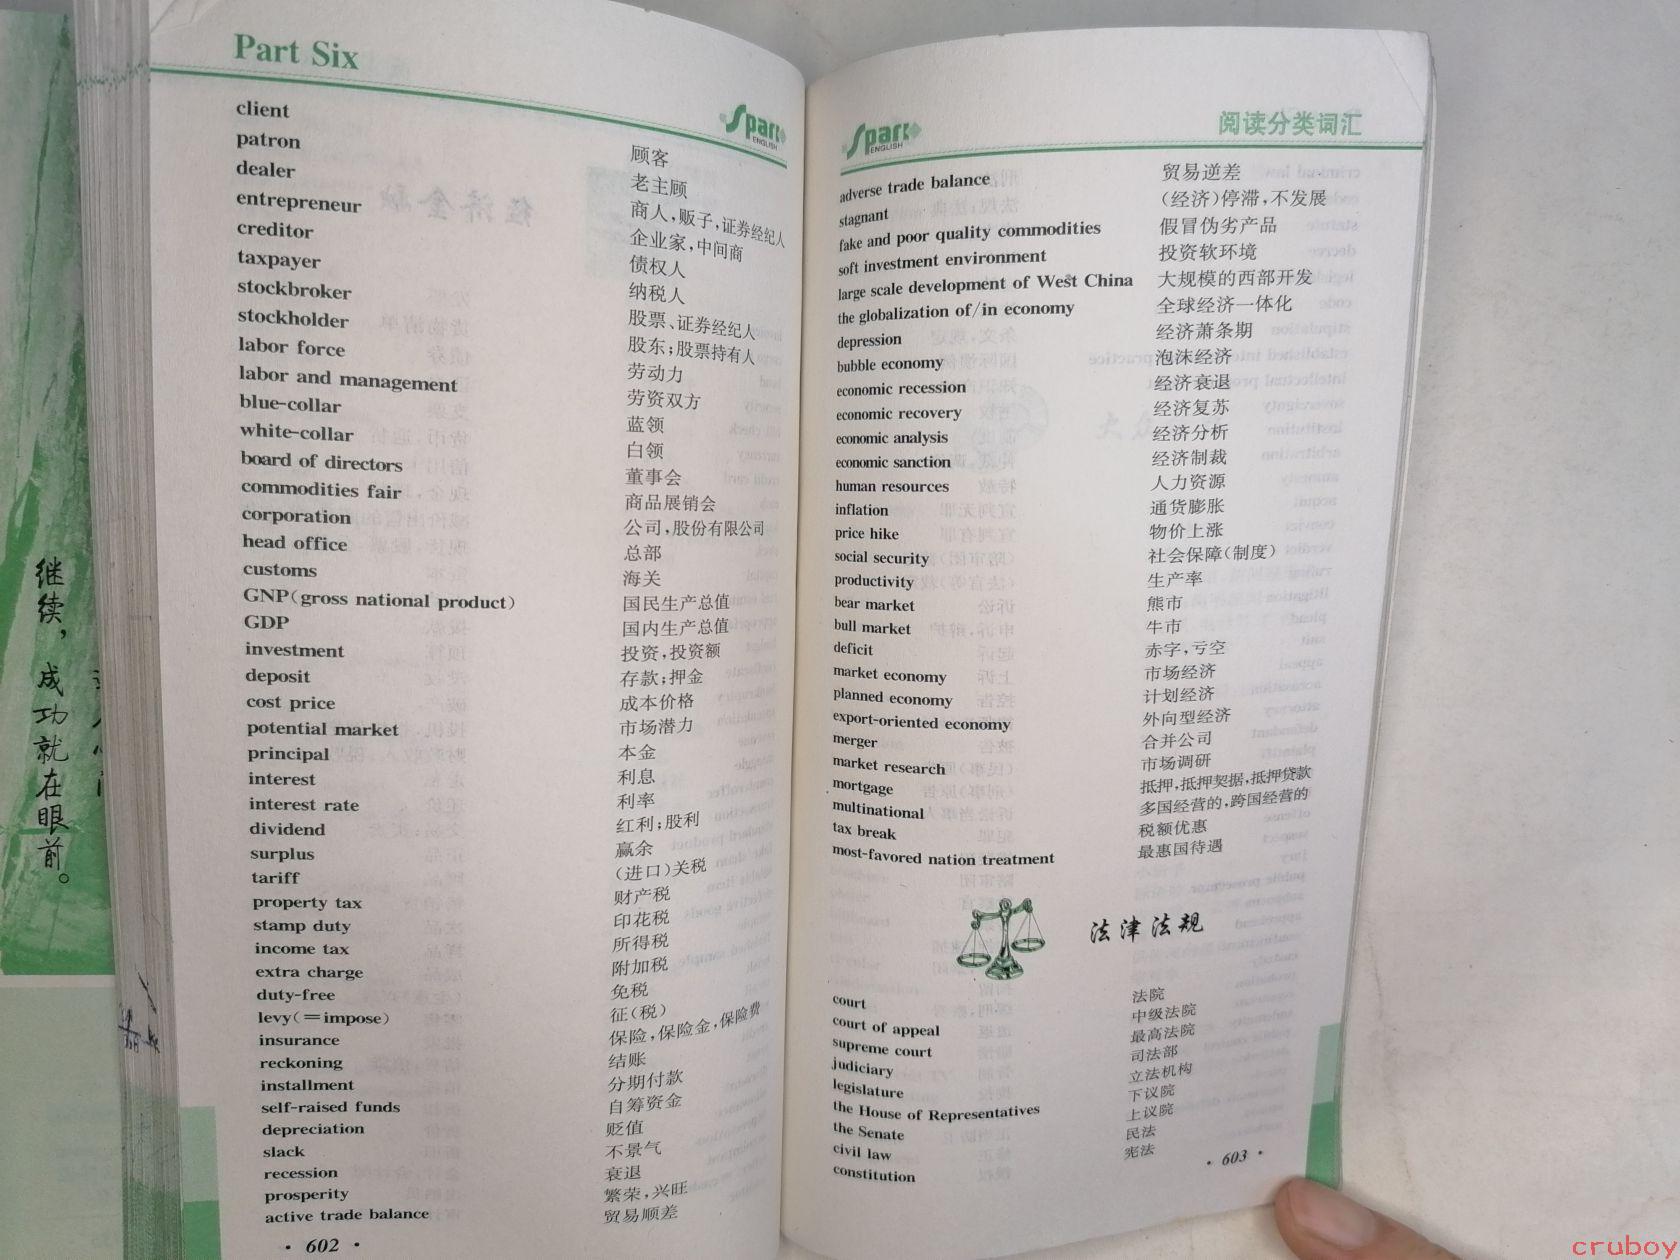 Part Six
Spark
ENGLISH
client 顾客
patron 老主顾
dealer 商人,贩子,证券经纪人
entrepreneur 企业家,中间商
creditor 债权人
taxpayer 纳税人
stockbroker 股票、证券经纪人
stockholder 股东;股票持有人
labor force 劳动力
labor and management 劳资双方
blue-collar 蓝领
white-collar 白领
board of directors 董事会
commodities fair 商品展销会
corporation 公司,股份有限公司
head office 总部
customs 海关
GNP(gross national product) 国民生产总值
GDP 国内生产总值
investment 投资,投资额
deposit 存款;押金
cost price 成本价格
potential market 市场潜力
principal 本金
interest 利息
interest rate 利率
dividend 红利;股利
surplus 赢余
tariff (进口)关税
property tax 财产税
stamp duty 印花税
income tax 所得税
extra charge 附加税
duty-free 免税
levy(=impose) 征(税)
insurance 保险,保险金,保险费
reckoning 结账
installment 分期付款
self-raised funds 自筹资金
depreciation 贬值
slack 不景气
recession 衰退
prosperity 繁荣,兴旺
active trade balance 贸易顺差
· 602 ·
Spark
ENGLISH
阅读分类词汇
adverse trade balance 贸易逆差
stagnant (经济)停滞,不发展
fake and poor quality commodities 假冒伪劣产品
soft investment environment 投资软环境
large scale development of West China 大规模的西部开发
the globalization of/in economy 全球经济一体化
depression 经济萧条期
bubble economy 泡沫经济
economic recession 经济衰退
economic recovery 经济复苏
economic analysis 经济分析
economic sanction 经济制裁
human resources 人力资源
inflation 通货膨胀
price hike 物价上涨
social security 社会保障(制度)
productivity 生产率
bear market 熊市
bull market 牛市
deficit 赤字,亏空
market economy 市场经济
planned economy 计划经济
export-oriented economy 外向型经济
merger 合并公司
market research 市场调研
mortgage 抵押,抵押契据,抵押贷款
multinational 多国经营的,跨国经营的
tax break 税额优惠
most-favored nation treatment 最惠国待遇
法律法规
court 法院
court of appeal 中级法院
supreme court 最高法院
judiciary 司法部
legislature 立法机构
the House of Representatives 下议院
the Senate 上议院
civil law 民法
constitution 宪法
· 603 ·
继续,成功就在眼前。
cruboy